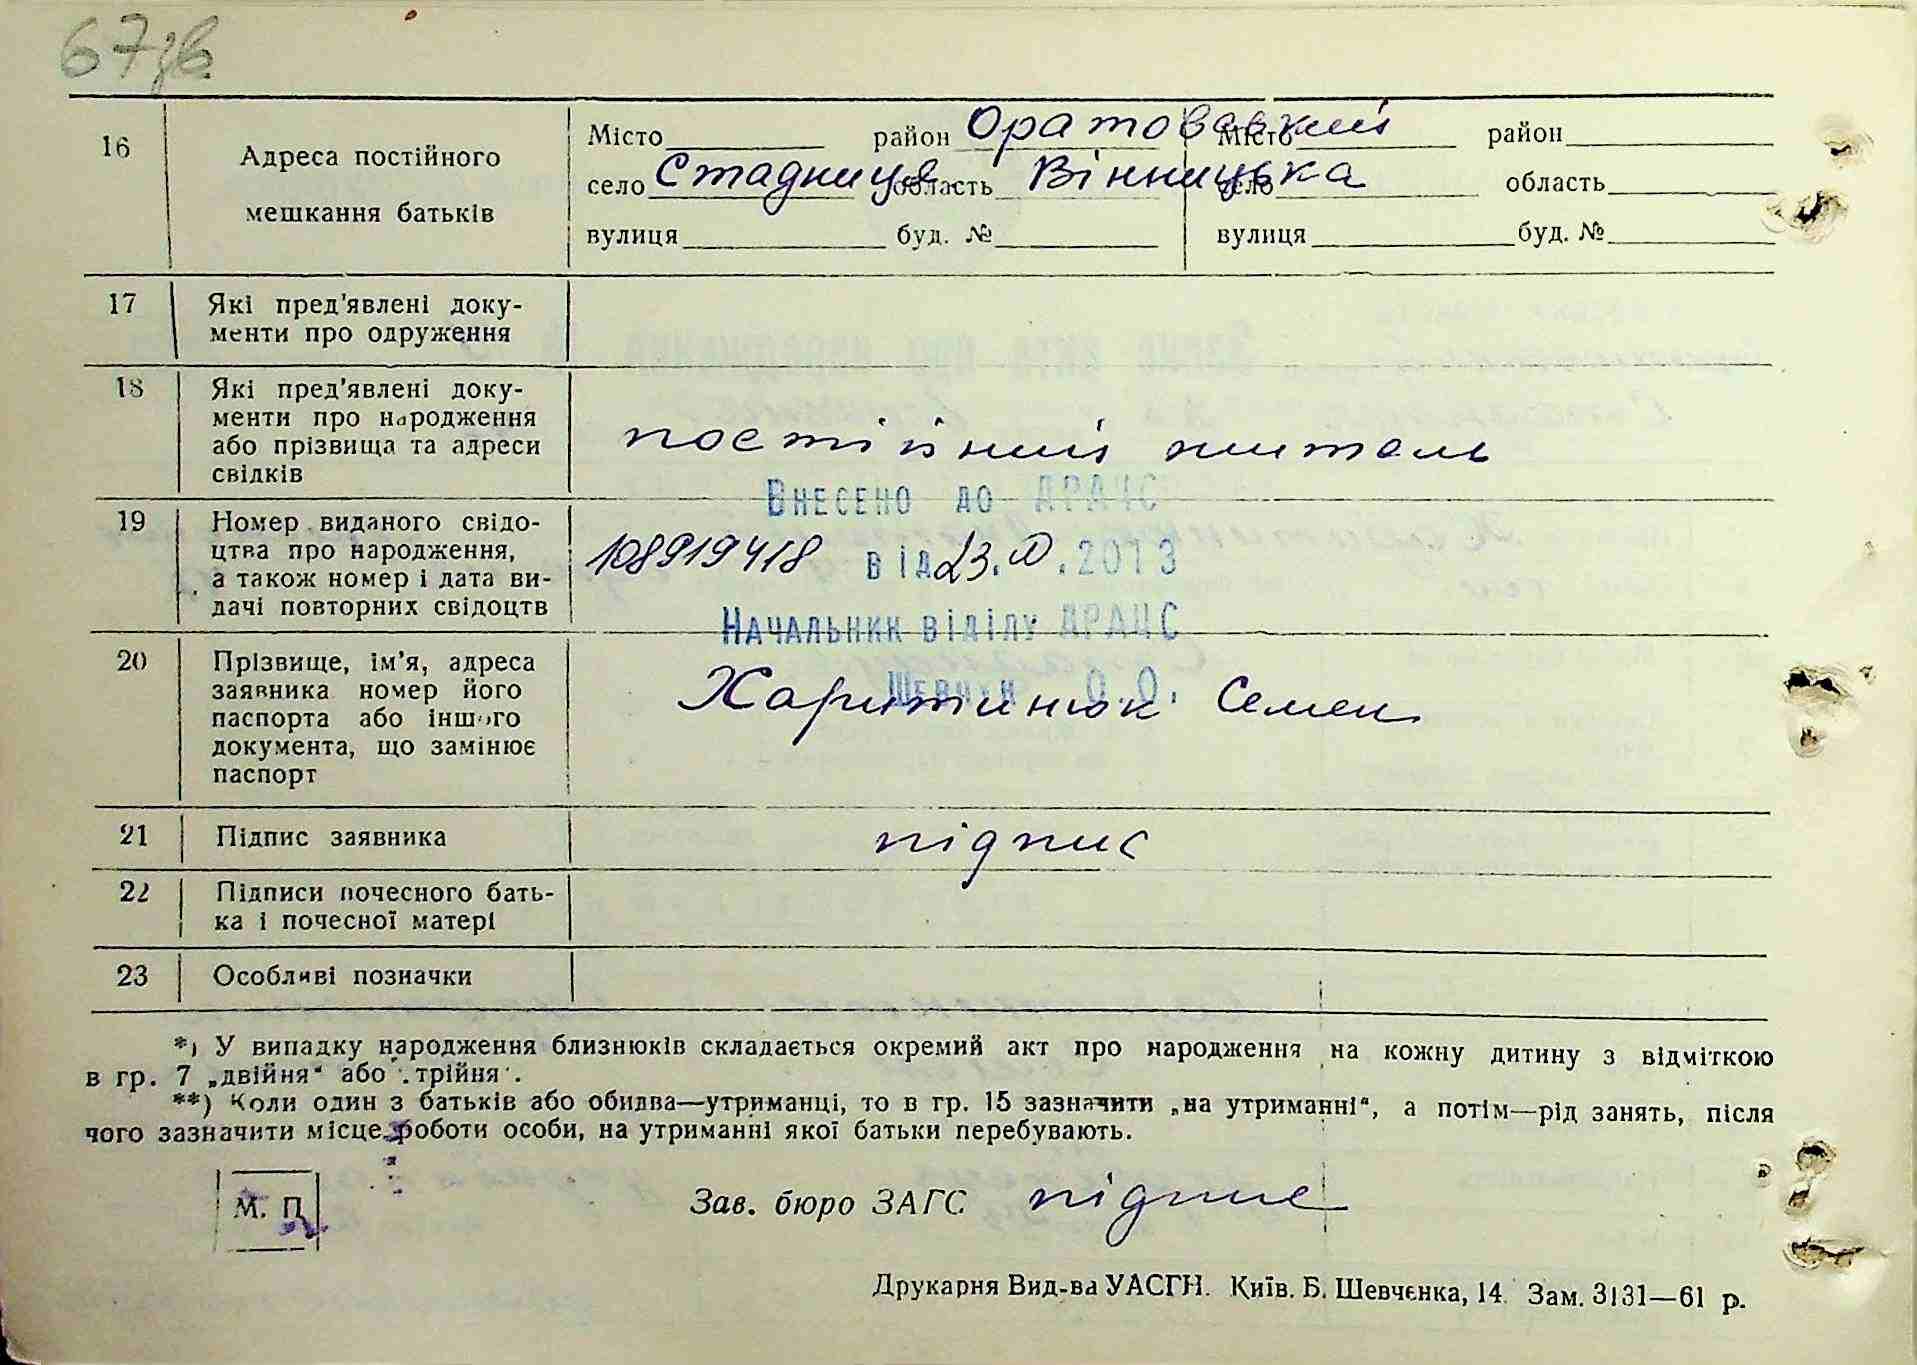 67зв.
16
Адреса постійного
мешкання батьків
Місто район Оратовський Місто район
село Стадниця область Вінницька село область
вулиця буд. № вулиця буд. №
17
Які пред'явлені доку-
менти про одруження
18
Які пред'явлені доку-
менти про народження
або прізвища та адреси
свідків
постійний житель
Внесено до ДРАЦС
19
Номер виданого свідо-
цтва про народження,
а також номер і дата ви-
дачі повторних свідоцтв
108919418 від 23. .2013
Начальник відділу ДРАЦС
Шевчук О.О.
20
Прізвище, ім'я, адреса
заявника номер його
паспорта або іншого
документа, що замінює
паспорт
Харитинюк Семен
21
Підпис заявника
підпис
22
Підписи почесного бать-
ка і почесної матері
23
Особливі позначки
*) У випадку народження близнюків складається окремий акт про народження на кожну дитину з відміткою
в гр. 7 „двійня“ або „трійня“.
**) Коли один з батьків або обидва—утриманці, то в гр. 15 зазначити „на утриманні“, а потім—рід занять, після
чого зазначити місце роботи особи, на утриманні якої батьки перебувають.
М. П.
Зав. бюро ЗАГС підпис
Друкарня Вид-ва УАСГН. Київ. Б. Шевченка, 14. Зам. 3131—61 р.